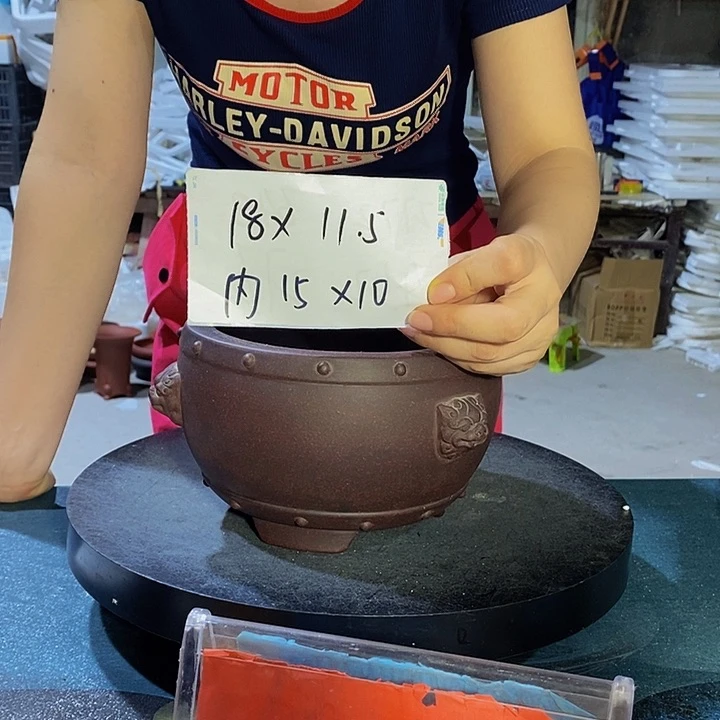 MOTOR
HARLEY-DAVIDSON
CYCLES
18X 11.5
内 15 X10